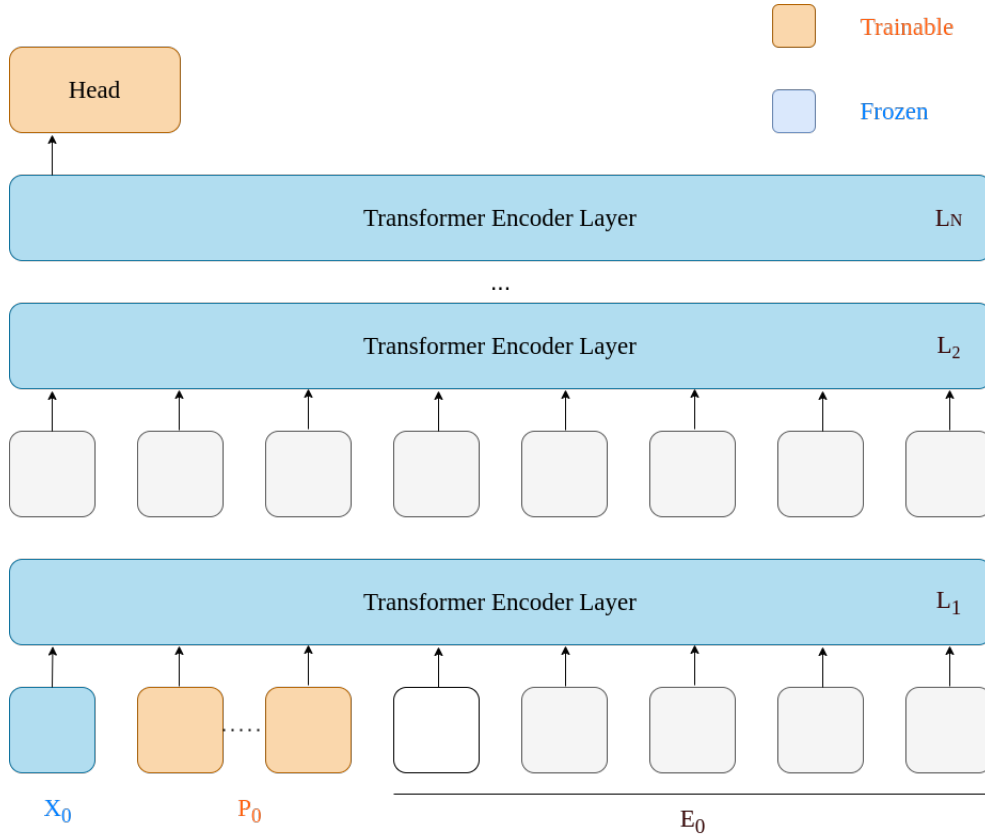 Trainable
Head
Frozen
Transformer Encoder Layer LN
...
Transformer Encoder Layer L2
Transformer Encoder Layer L1
.....
X0 P0 E0